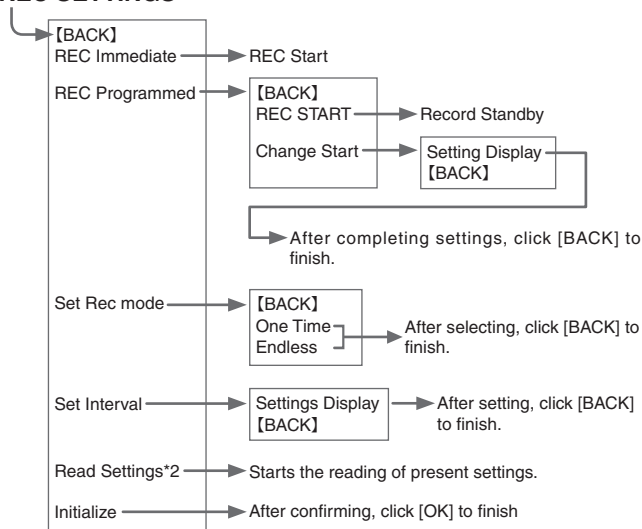 【BACK】
REC Immediate
REC Start
REC Programmed
【BACK】
REC START
Record Standby
Change Start
Setting Display
【BACK】
After completing settings, click [BACK] to
finish.
Set Rec mode
【BACK】
One Time
Endless
After selecting, click [BACK] to
finish.
Set Interval
Settings Display
【BACK】
After setting, click [BACK]
to finish.
Read Settings*2
Starts the reading of present settings.
Initialize
After confirming, click [OK] to finish